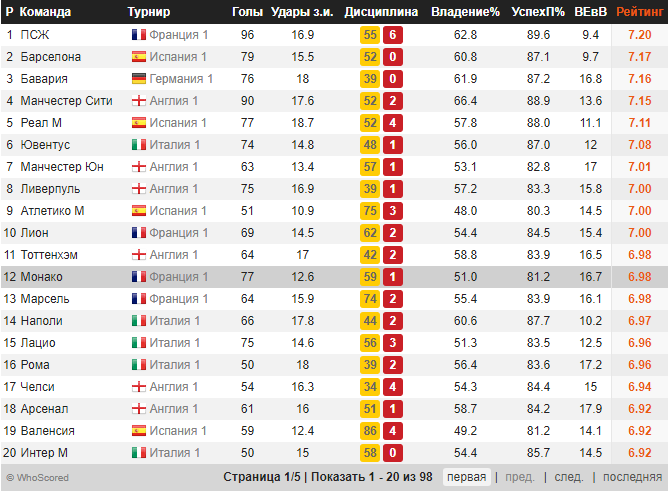 Р Команда Турнир Голы Удары з.и. Дисциплина Владение% УспехП% ВЕвВ Рейтинг
1 ПСЖ Франция 1 96 16.9 55 6 62.8 89.6 9.4 7.20
2 Барселона Испания 1 79 15.5 52 0 60.8 87.1 9.7 7.17
3 Бавария Германия 1 76 18 39 0 61.9 87.2 16.8 7.16
4 Манчестер Сити Англия 1 90 17.6 52 2 66.4 88.9 13.6 7.15
5 Реал М Испания 1 77 18.7 52 4 57.8 88.0 11.1 7.11
6 Ювентус Италия 1 74 14.8 48 1 56.0 87.0 12 7.08
7 Манчестер Юн Англия 1 63 13.4 57 1 53.1 82.8 17 7.01
8 Ливерпуль Англия 1 75 16.9 39 1 57.2 83.3 15.8 7.00
9 Атлетико М Испания 1 51 10.9 75 3 48.0 80.3 14.5 7.00
10 Лион Франция 1 69 14.5 62 2 54.4 84.5 15.4 7.00
11 Тоттенхэм Англия 1 64 17 42 2 58.8 83.9 16.5 6.98
12 Монако Франция 1 77 12.6 59 1 51.0 81.2 16.7 6.98
13 Марсель Франция 1 64 15.9 74 2 55.4 83.9 16.1 6.98
14 Наполи Италия 1 66 17.8 44 2 60.6 87.7 10.2 6.97
15 Лацио Италия 1 75 14.6 56 3 51.3 83.5 12.5 6.96
16 Рома Италия 1 50 18 39 2 56.4 83.6 17.2 6.96
17 Челси Англия 1 54 16.3 34 4 54.3 84.4 15 6.94
18 Арсенал Англия 1 61 16 51 1 58.7 84.2 17.9 6.92
19 Валенсия Испания 1 59 12.4 86 4 49.2 81.2 14.1 6.92
20 Интер М Италия 1 50 15 58 0 54.4 85.7 14.5 6.92
© WhoScored Страница 1/5 | Показать 1 - 20 из 98 первая | пред. | след. | последняя